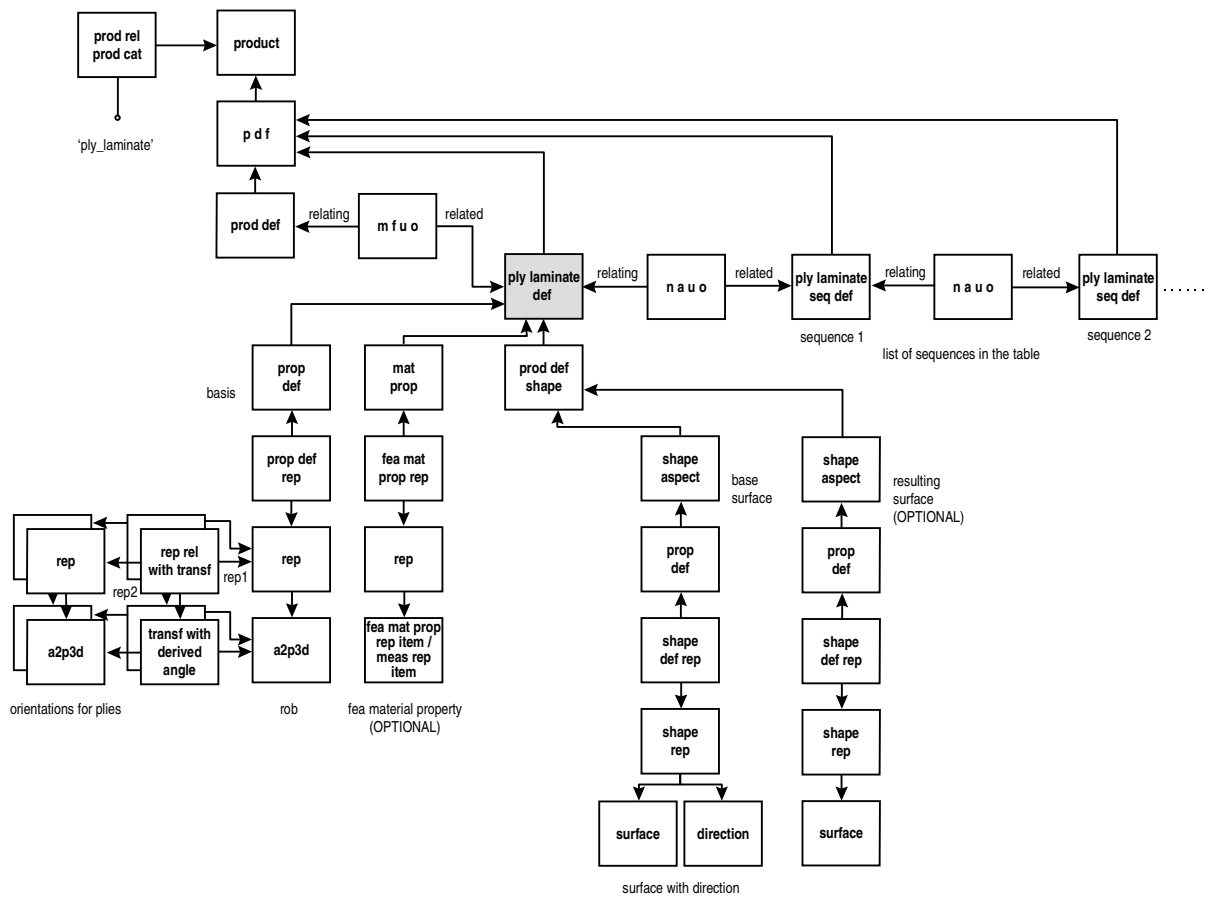 prod rel
prod cat
product
'ply_laminate'
p d f
prod def
relating
m f u o
related
ply laminate
def
relating
n a u o
related
ply laminate
seq def
relating
n a u o
related
ply laminate
seq def
......
sequence 1
list of sequences in the table
sequence 2
basis
prop
def
mat
prop
prod def
shape
prop def
rep
fea mat
prop rep
shape
aspect
base
surface
shape
aspect
resulting
surface
(OPTIONAL)
rep
rep rel
with transf
rep1
rep2
rep
rep
prop
def
prop
def
a2p3d
transf with
derived
angle
a2p3d
fea mat prop
rep item /
meas rep
item
shape
def rep
shape
def rep
orientations for plies
rob
fea material property
(OPTIONAL)
shape
rep
shape
rep
surface
direction
surface
surface with direction